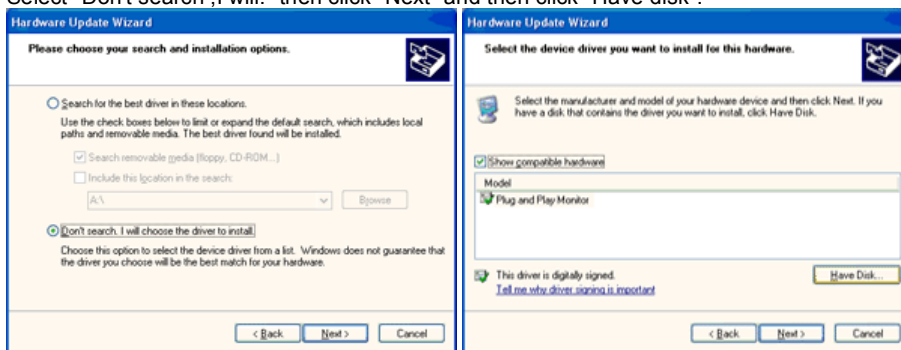 Select "Don't search ,I will." then click "Next" and then click "Have disk".
Hardware Update Wizard
Please choose your search and installation options.
Search for the best driver in these locations.
Use the check boxes below to limit or expand the default search, which includes local
paths and removable media. The best driver found will be installed.
Search removable media (floppy, CD-ROM...)
Include this location in the search:
A:\
Browse
Don't search. I will choose the driver to install.
Choose this option to select the device driver from a list. Windows does not guarantee that
the driver you choose will be the best match for your hardware.
< Back Next > Cancel
Hardware Update Wizard
Select the device driver you want to install for this hardware.
Select the manufacturer and model of your hardware device and then click Next. If you
have a disk that contains the driver you want to install, click Have Disk.
Show compatible hardware
Model
Plug and Play Monitor
This driver is digitally signed.
Tell me why driver signing is important
Have Disk...
< Back Next > Cancel